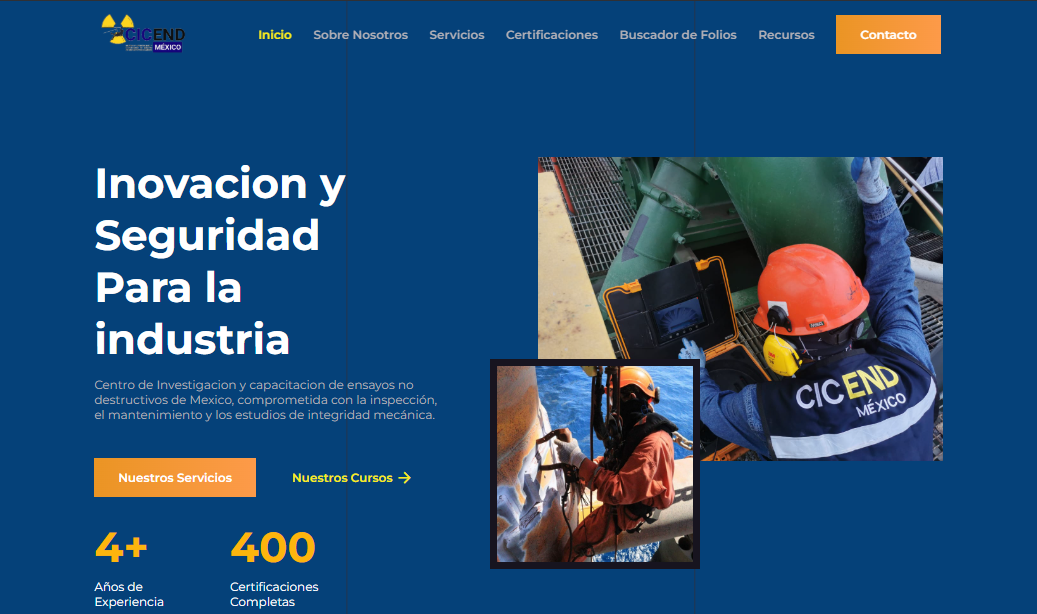 CICEND
MÉXICO
Inicio
Sobre Nosotros
Servicios
Certificaciones
Buscador de Folios
Recursos
Contacto
Inovacion y
Seguridad
Para la
industria
Centro de Investigacion y capacitacion de ensayos no
destructivos de Mexico, comprometida con la inspección,
el mantenimiento y los estudios de integridad mecánica.
Nuestros Servicios
Nuestros Cursos →
4+
400
Años de
Experiencia
Certificaciones
Completas
CICEND
MÉXICO